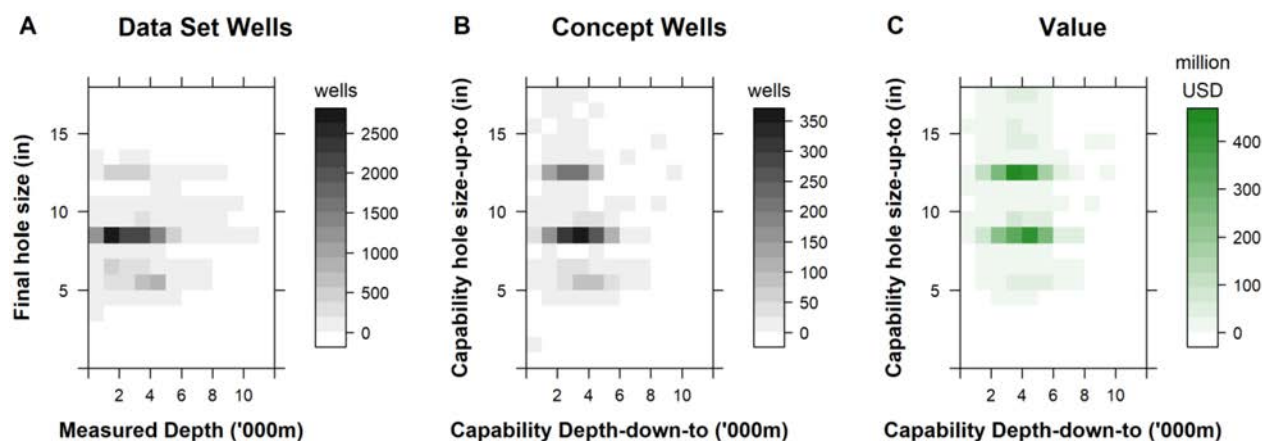 A Data Set Wells
wells
Final hole size (in)
15
10
5
2500
2000
1500
1000
500
0
2 4 6 8 10
Measured Depth ('000m)
B Concept Wells
wells
Capability hole size-up-to (in)
15
10
5
350
300
250
200
150
100
50
0
2 4 6 8 10
Capability Depth-down-to ('000m)
C Value
million
USD
Capability hole size-up-to (in)
15
10
5
400
300
200
100
0
2 4 6 8 10
Capability Depth-down-to ('000m)